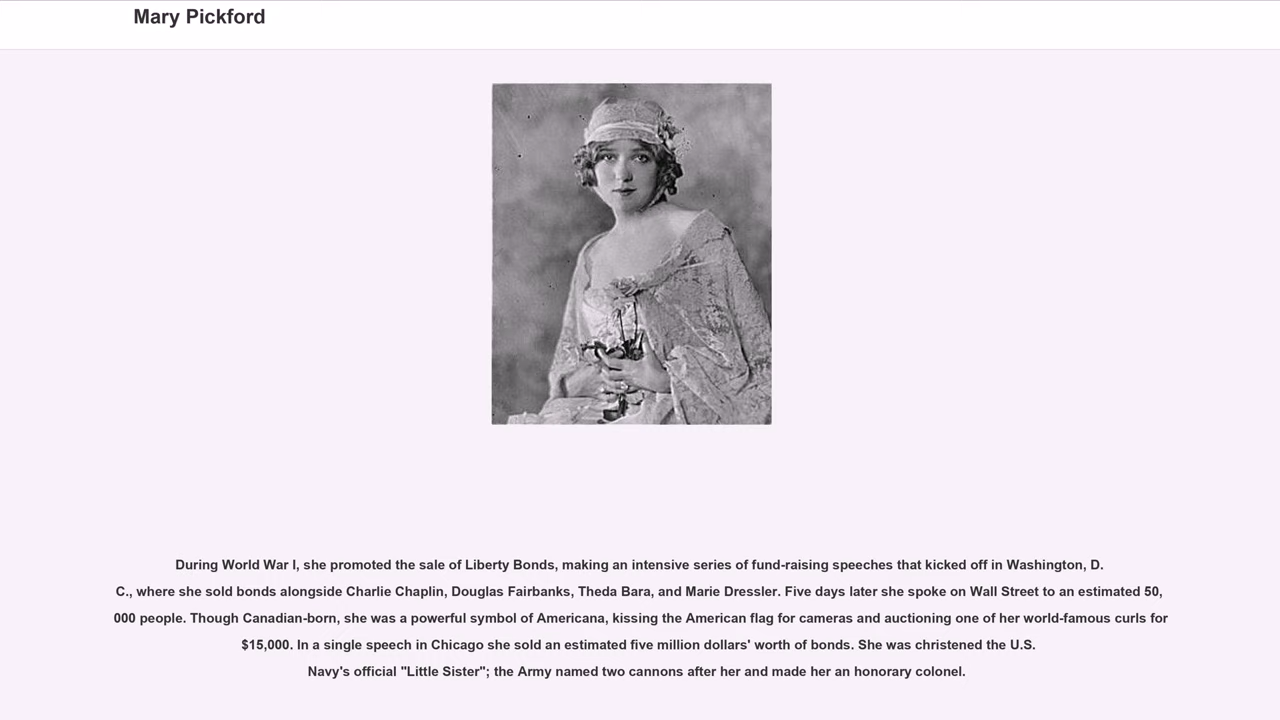 Mary Pickford
During World War I, she promoted the sale of Liberty Bonds, making an intensive series of fund-raising speeches that kicked off in Washington, D.
C., where she sold bonds alongside Charlie Chaplin, Douglas Fairbanks, Theda Bara, and Marie Dressler. Five days later she spoke on Wall Street to an estimated 50,
000 people. Though Canadian-born, she was a powerful symbol of Americana, kissing the American flag for cameras and auctioning one of her world-famous curls for
$15,000. In a single speech in Chicago she sold an estimated five million dollars' worth of bonds. She was christened the U.S.
Navy's official "Little Sister"; the Army named two cannons after her and made her an honorary colonel.